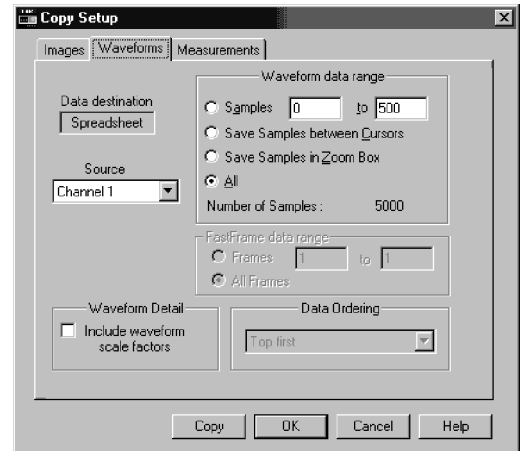 Copy Setup
Images Waveforms Measurements
Data destination
Spreadsheet
Source
Channel 1
Waveform data range
Samples 0 to 500
Save Samples between Cursors
Save Samples in Zoom Box
All
Number of Samples : 5000
FastFrame data range
Frames 1 to 1
All Frames
Waveform Detail
Include waveform
scale factors
Data Ordering
Top first
Copy OK Cancel Help